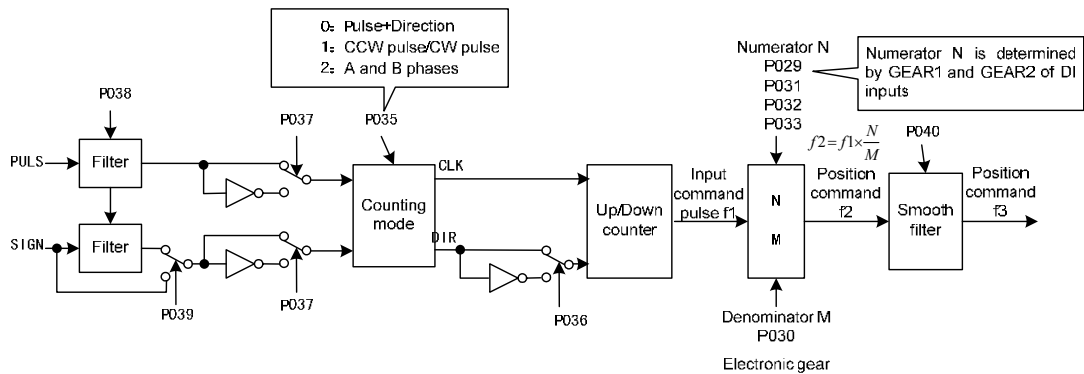 0: Pulse+Direction
1: CCW pulse/CW pulse
2: A and B phases
Numerator N
P029
P031
P032
P033
Numerator N is determined
by GEAR1 and GEAR2 of DI
inputs
P038
P037
P035
f2=f1×N/M
P040
PULS
Filter
CLK
Counting
mode
Up/Down
counter
Input
command
pulse f1
N
M
Position
command
f2
Smooth
filter
Position
command
f3
SIGN
Filter
DIR
P039
P037
P036
Denominator M
P030
Electronic gear